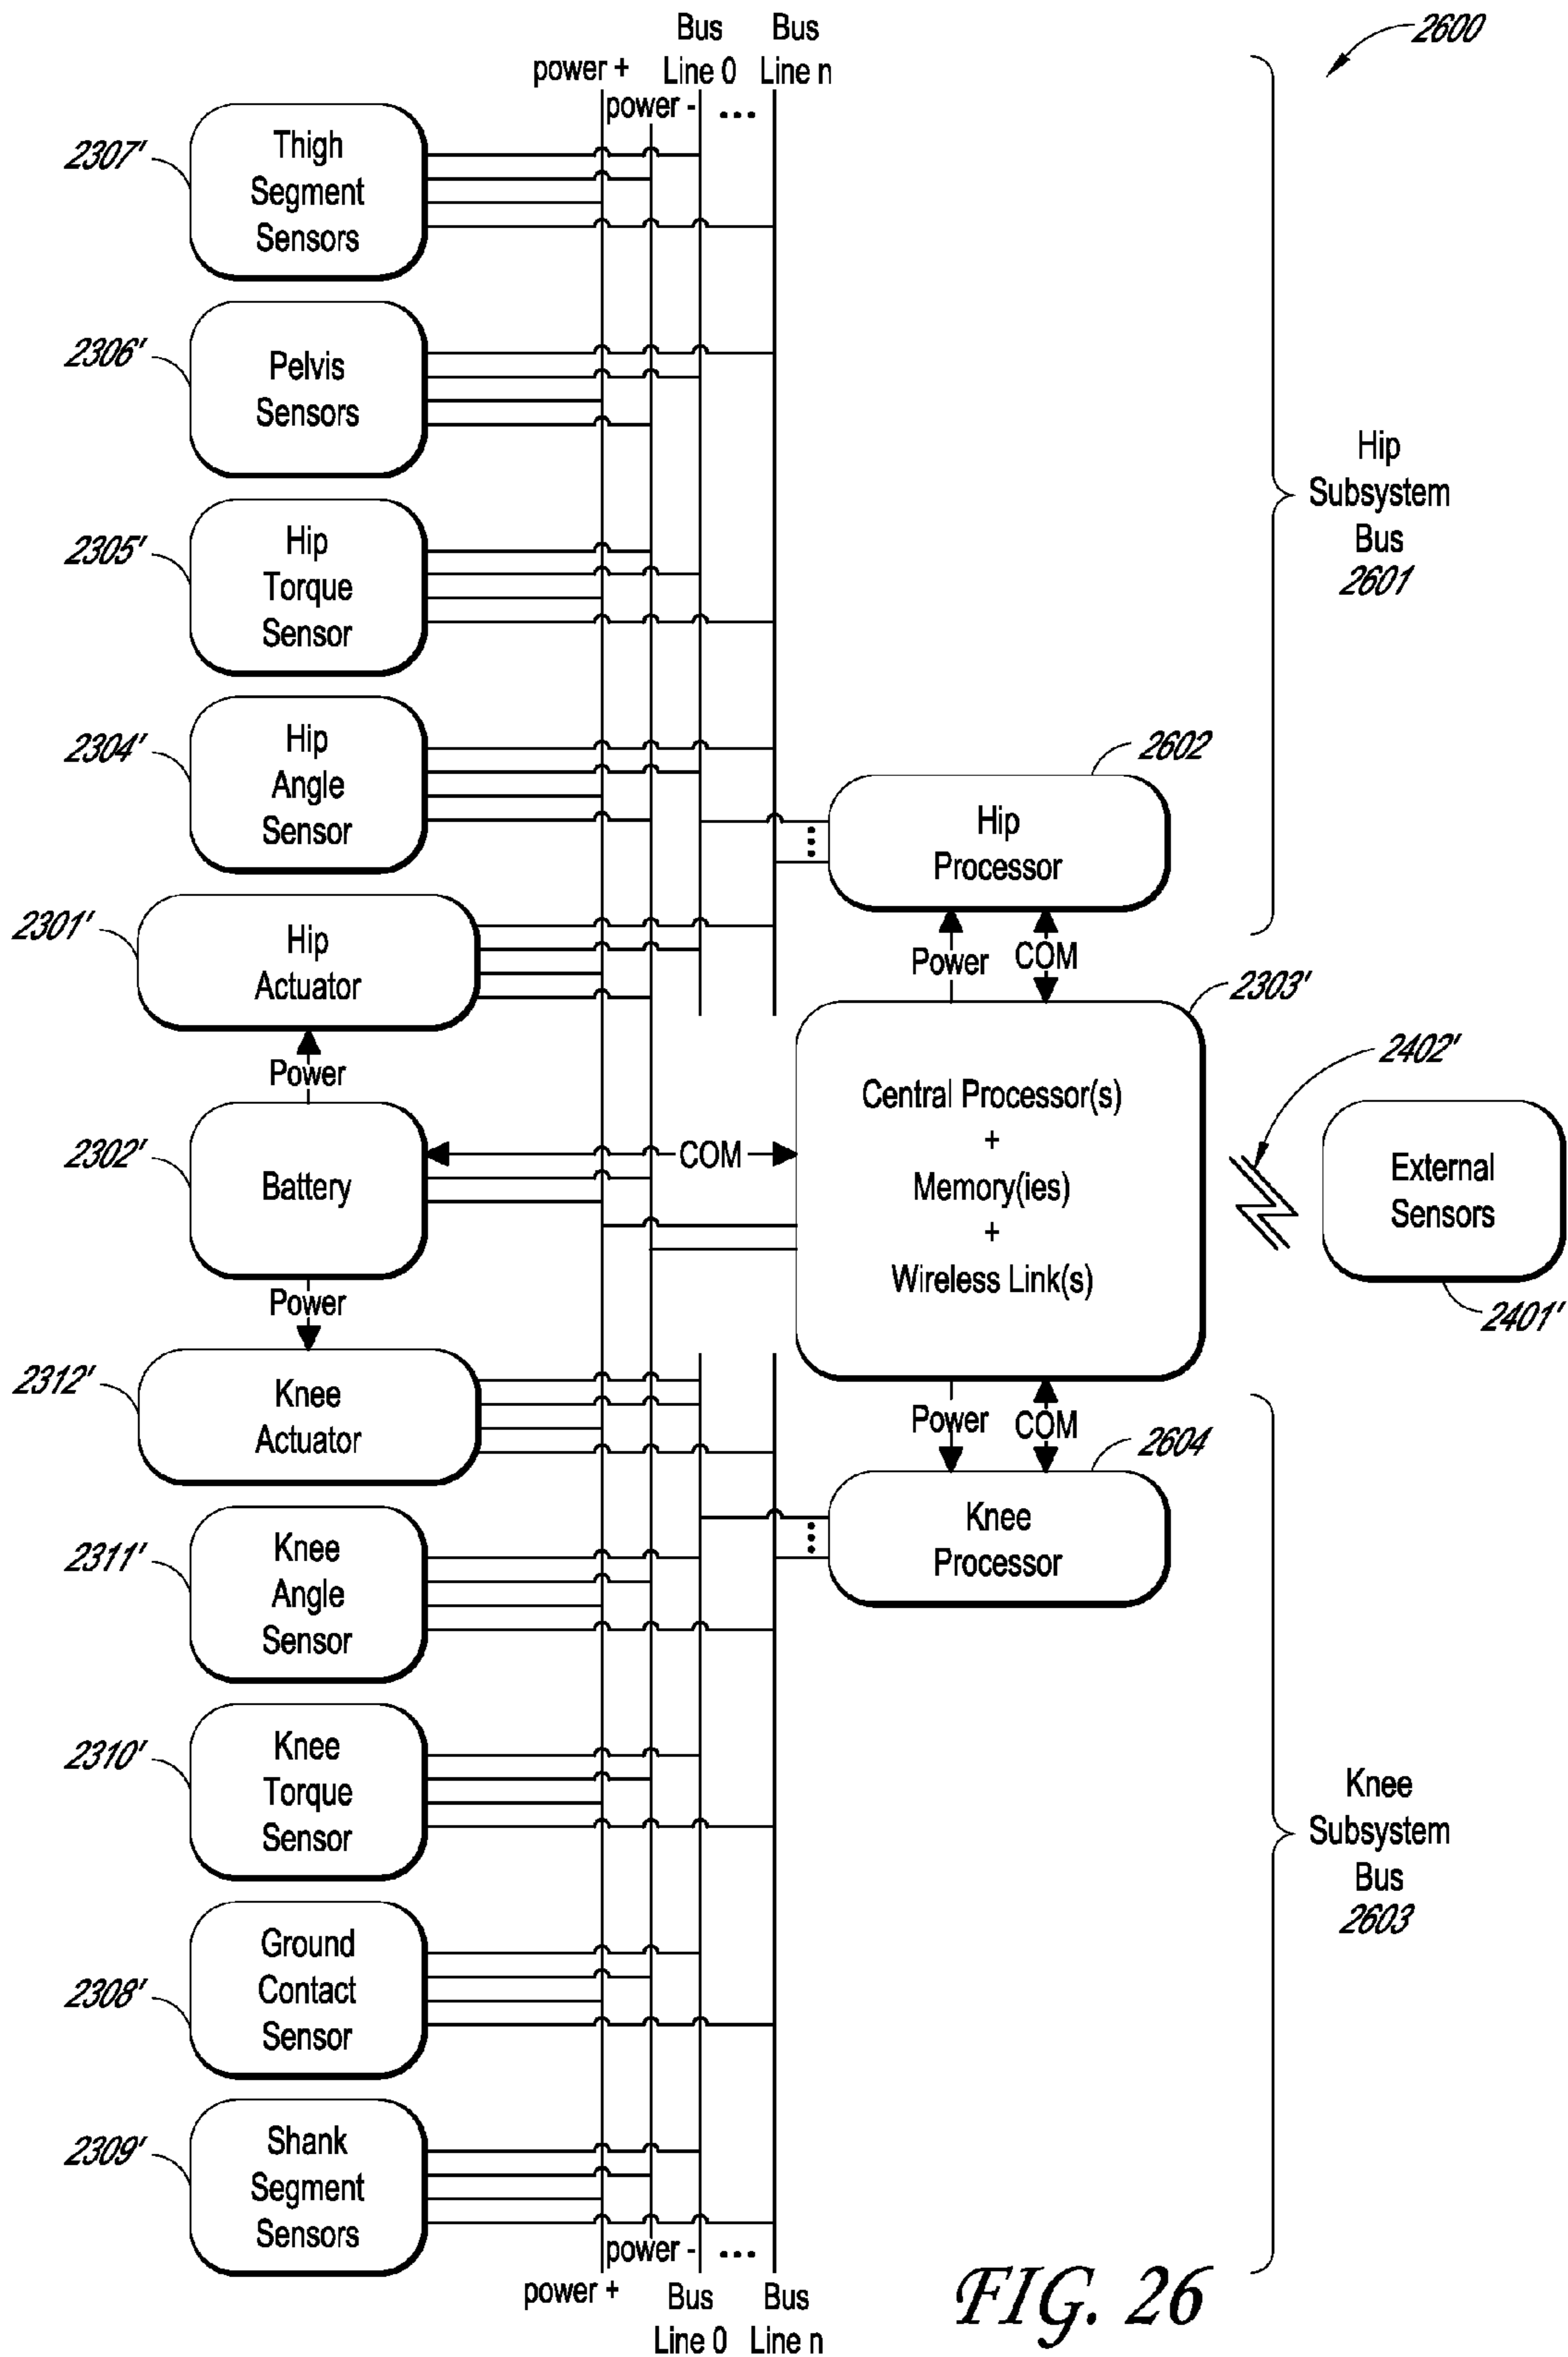 Bus
Line 0
Bus
Line n
power +
power -
...
2600
2307'
Thigh
Segment
Sensors
2306'
Pelvis
Sensors
2305'
Hip
Torque
Sensor
Hip
Subsystem
Bus
2601
2304'
Hip
Angle
Sensor
2602
Hip
Processor
2301'
Hip
Actuator
Power
COM
2303'
Power
2302'
Battery
COM
Central Processor(s)
+
Memory(ies)
+
Wireless Link(s)
2402'
External
Sensors
2401'
Power
2312'
Knee
Actuator
Power
COM
2604
Knee
Processor
2311'
Knee
Angle
Sensor
2310'
Knee
Torque
Sensor
Knee
Subsystem
Bus
2603
2308'
Ground
Contact
Sensor
2309'
Shank
Segment
Sensors
power -
...
power +
Bus
Line 0
Bus
Line n
FIG. 26